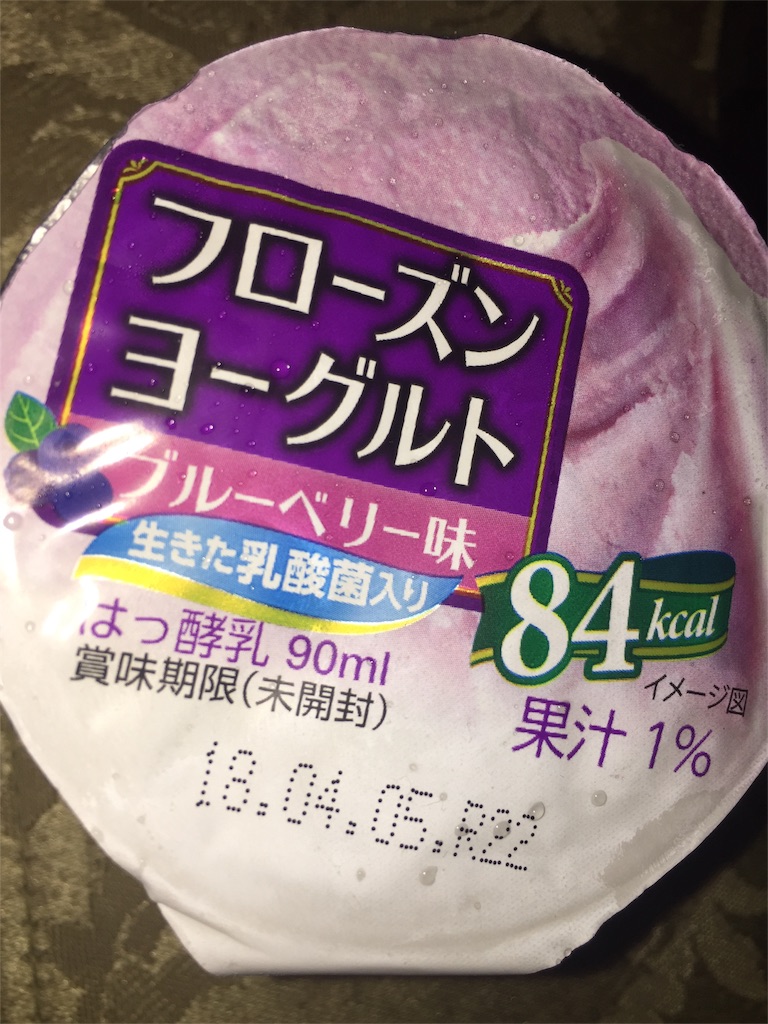 フローズン
ヨーグルト
ブルーベリー味
生きた乳酸菌入り
84kcal
イメージ図
はっ酵乳 90ml
果汁 1%
賞味期限(未開封)
18.04.05.R22